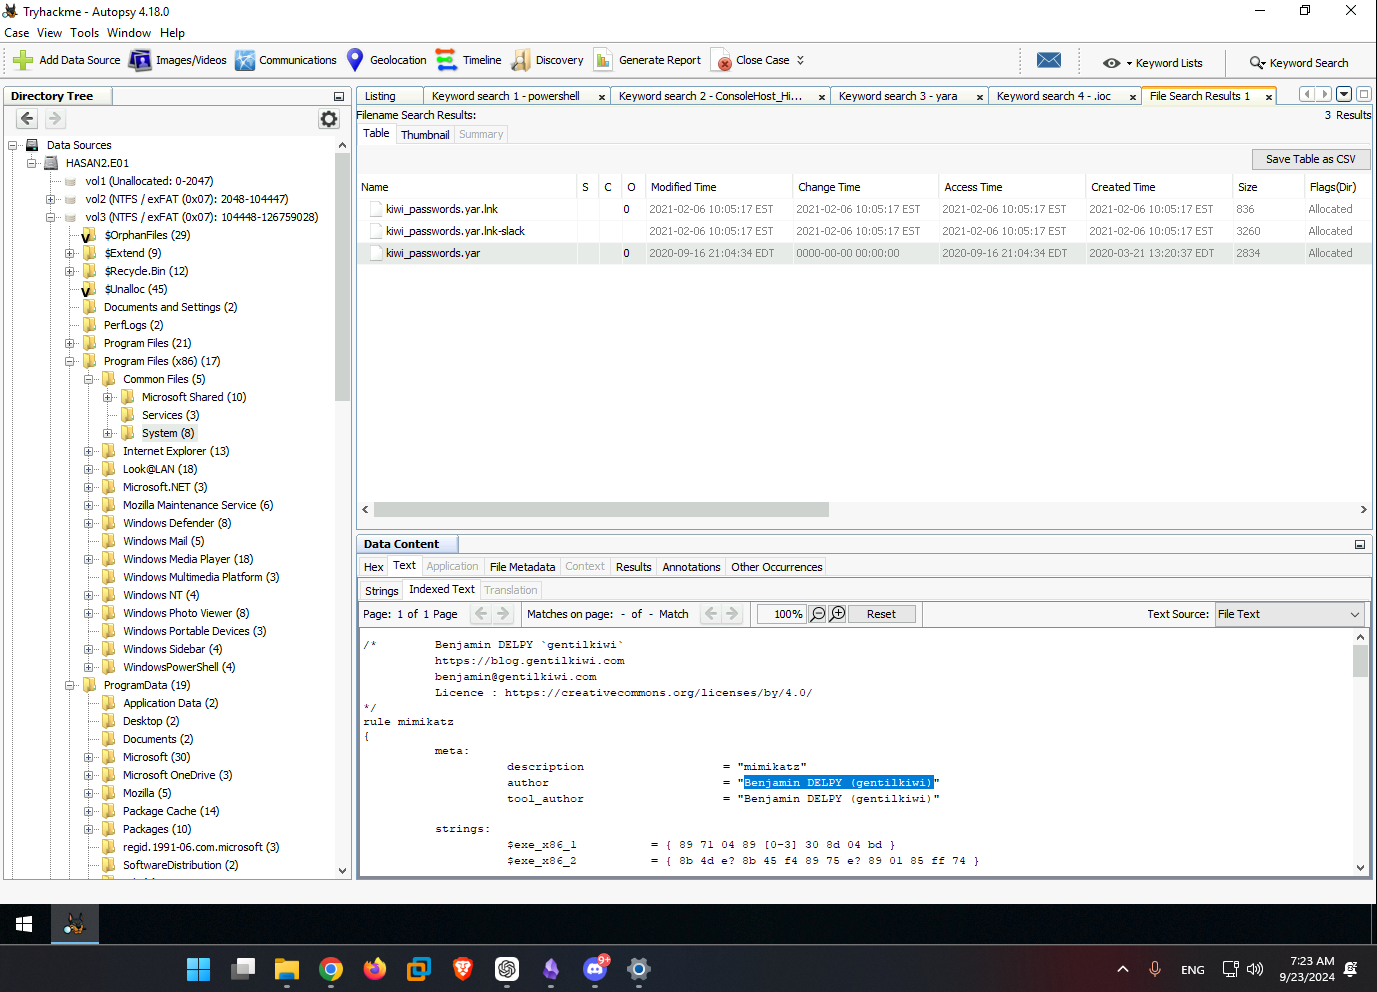 Tryhackme - Autopsy 4.18.0
Case View Tools Window Help
Add Data Source Images/Videos Communications Geolocation Timeline Discovery Generate Report Close Case Keyword Lists Keyword Search
Directory Tree
Data Sources
HASAN2.E01
vol1 (Unallocated: 0-2047)
vol2 (NTFS / exFAT (0x07): 2048-104447)
vol3 (NTFS / exFAT (0x07): 104448-126759028)
$OrphanFiles (29)
$Extend (9)
$Recycle.Bin (12)
$Unalloc (45)
Documents and Settings (2)
PerfLogs (2)
Program Files (21)
Program Files (x86) (17)
Common Files (5)
Microsoft Shared (10)
Services (3)
System (8)
Internet Explorer (13)
Look@LAN (18)
Microsoft.NET (3)
Mozilla Maintenance Service (6)
Windows Defender (8)
Windows Mail (5)
Windows Media Player (18)
Windows Multimedia Platform (3)
Windows NT (4)
Windows Photo Viewer (8)
Windows Portable Devices (3)
Windows Sidebar (4)
WindowsPowerShell (4)
ProgramData (19)
Application Data (2)
Desktop (2)
Documents (2)
Microsoft (30)
Microsoft OneDrive (3)
Mozilla (5)
Package Cache (14)
Packages (10)
regid.1991-06.com.microsoft (3)
SoftwareDistribution (2)
Listing Keyword search 1 - powershell Keyword search 2 - ConsoleHost_Hi... Keyword search 3 - yara Keyword search 4 - .ioc File Search Results 1
Filename Search Results: 3 Results
Table Thumbnail Summary
Save Table as CSV
Name S C O Modified Time Change Time Access Time Created Time Size Flags(Dir)
kiwi_passwords.yar.lnk 0 2021-02-06 10:05:17 EST 2021-02-06 10:05:17 EST 2021-02-06 10:05:17 EST 2021-02-06 10:05:17 EST 836 Allocated
kiwi_passwords.yar.lnk-slack 2021-02-06 10:05:17 EST 2021-02-06 10:05:17 EST 2021-02-06 10:05:17 EST 2021-02-06 10:05:17 EST 3260 Allocated
kiwi_passwords.yar 0 2020-09-16 21:04:34 EDT 0000-00-00 00:00:00 2020-09-16 21:04:34 EDT 2020-03-21 13:20:37 EDT 2834 Allocated
Data Content
Hex Text Application File Metadata Context Results Annotations Other Occurrences
Strings Indexed Text Translation
Page: 1 of 1 Page Matches on page: - of - Match 100% Reset Text Source: File Text
/* Benjamin DELPY `gentilkiwi`
https://blog.gentilkiwi.com
benjamin@gentilkiwi.com
Licence : https://creativecommons.org/licenses/by/4.0/
*/
rule mimikatz
{
meta:
description = "mimikatz"
author = "Benjamin DELPY (gentilkiwi)"
tool_author = "Benjamin DELPY (gentilkiwi)"
strings:
$exe_x86_1 = { 89 71 04 89 [0-3] 30 8d 04 bd }
$exe_x86_2 = { 8b 4d e? 8b 45 f4 89 75 e? 89 01 85 ff 74 }
9+
ENG
7:23 AM
9/23/2024